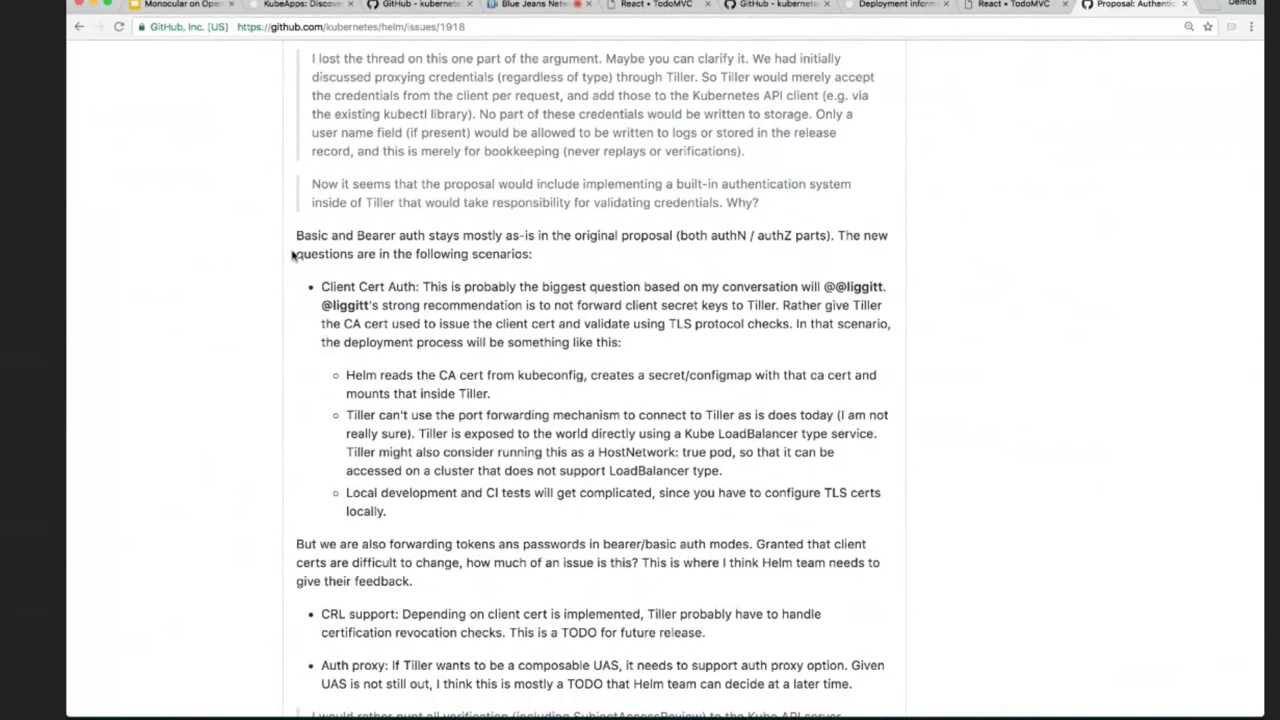 Monocular on Open
KubeApps: Discove
GitHub - kubernet
Blue Jeans Netw
React • TodoMVC
GitHub - kubernete
Deployment inform
React • TodoMVC
Proposal: Authentic
Demos
GitHub, Inc. [US]
https://github.com/kubernetes/helm/issues/1918
I lost the thread on this one part of the argument. Maybe you can clarify it. We had initially
discussed proxying credentials (regardless of type) through Tiller. So Tiller would merely accept
the credentials from the client per request, and add those to the Kubernetes API client (e.g. via
the existing kubectl library). No part of these credentials would be written to storage. Only a
user name field (if present) would be allowed to be written to logs or stored in the release
record, and this is merely for bookkeeping (never replays or verifications).
Now it seems that the proposal would include implementing a built-in authentication system
inside of Tiller that would take responsibility for validating credentials. Why?
Basic and Bearer auth stays mostly as-is in the original proposal (both authN / authZ parts). The new
questions are in the following scenarios:
• Client Cert Auth: This is probably the biggest question based on my conversation will @@liggitt.
@liggitt's strong recommendation is to not forward client secret keys to Tiller. Rather give Tiller
the CA cert used to issue the client cert and validate using TLS protocol checks. In that scenario,
the deployment process will be something like this:
○ Helm reads the CA cert from kubeconfig, creates a secret/configmap with that ca cert and
mounts that inside Tiller.
○ Tiller can't use the port forwarding mechanism to connect to Tiller as is does today (I am not
really sure). Tiller is exposed to the world directly using a Kube LoadBalancer type service.
Tiller might also consider running this as a HostNetwork: true pod, so that it can be
accessed on a cluster that does not support LoadBalancer type.
○ Local development and CI tests will get complicated, since you have to configure TLS certs
locally.
But we are also forwarding tokens ans passwords in bearer/basic auth modes. Granted that client
certs are difficult to change, how much of an issue is this? This is where I think Helm team needs to
give their feedback.
• CRL support: Depending on client cert is implemented, Tiller probably have to handle
certification revocation checks. This is a TODO for future release.
• Auth proxy: If Tiller wants to be a composable UAS, it needs to support auth proxy option. Given
UAS is not still out, I think this is mostly a TODO that Helm team can decide at a later time.
I would rather punt all verification (including SubjectAccessReview) to the Kube API server